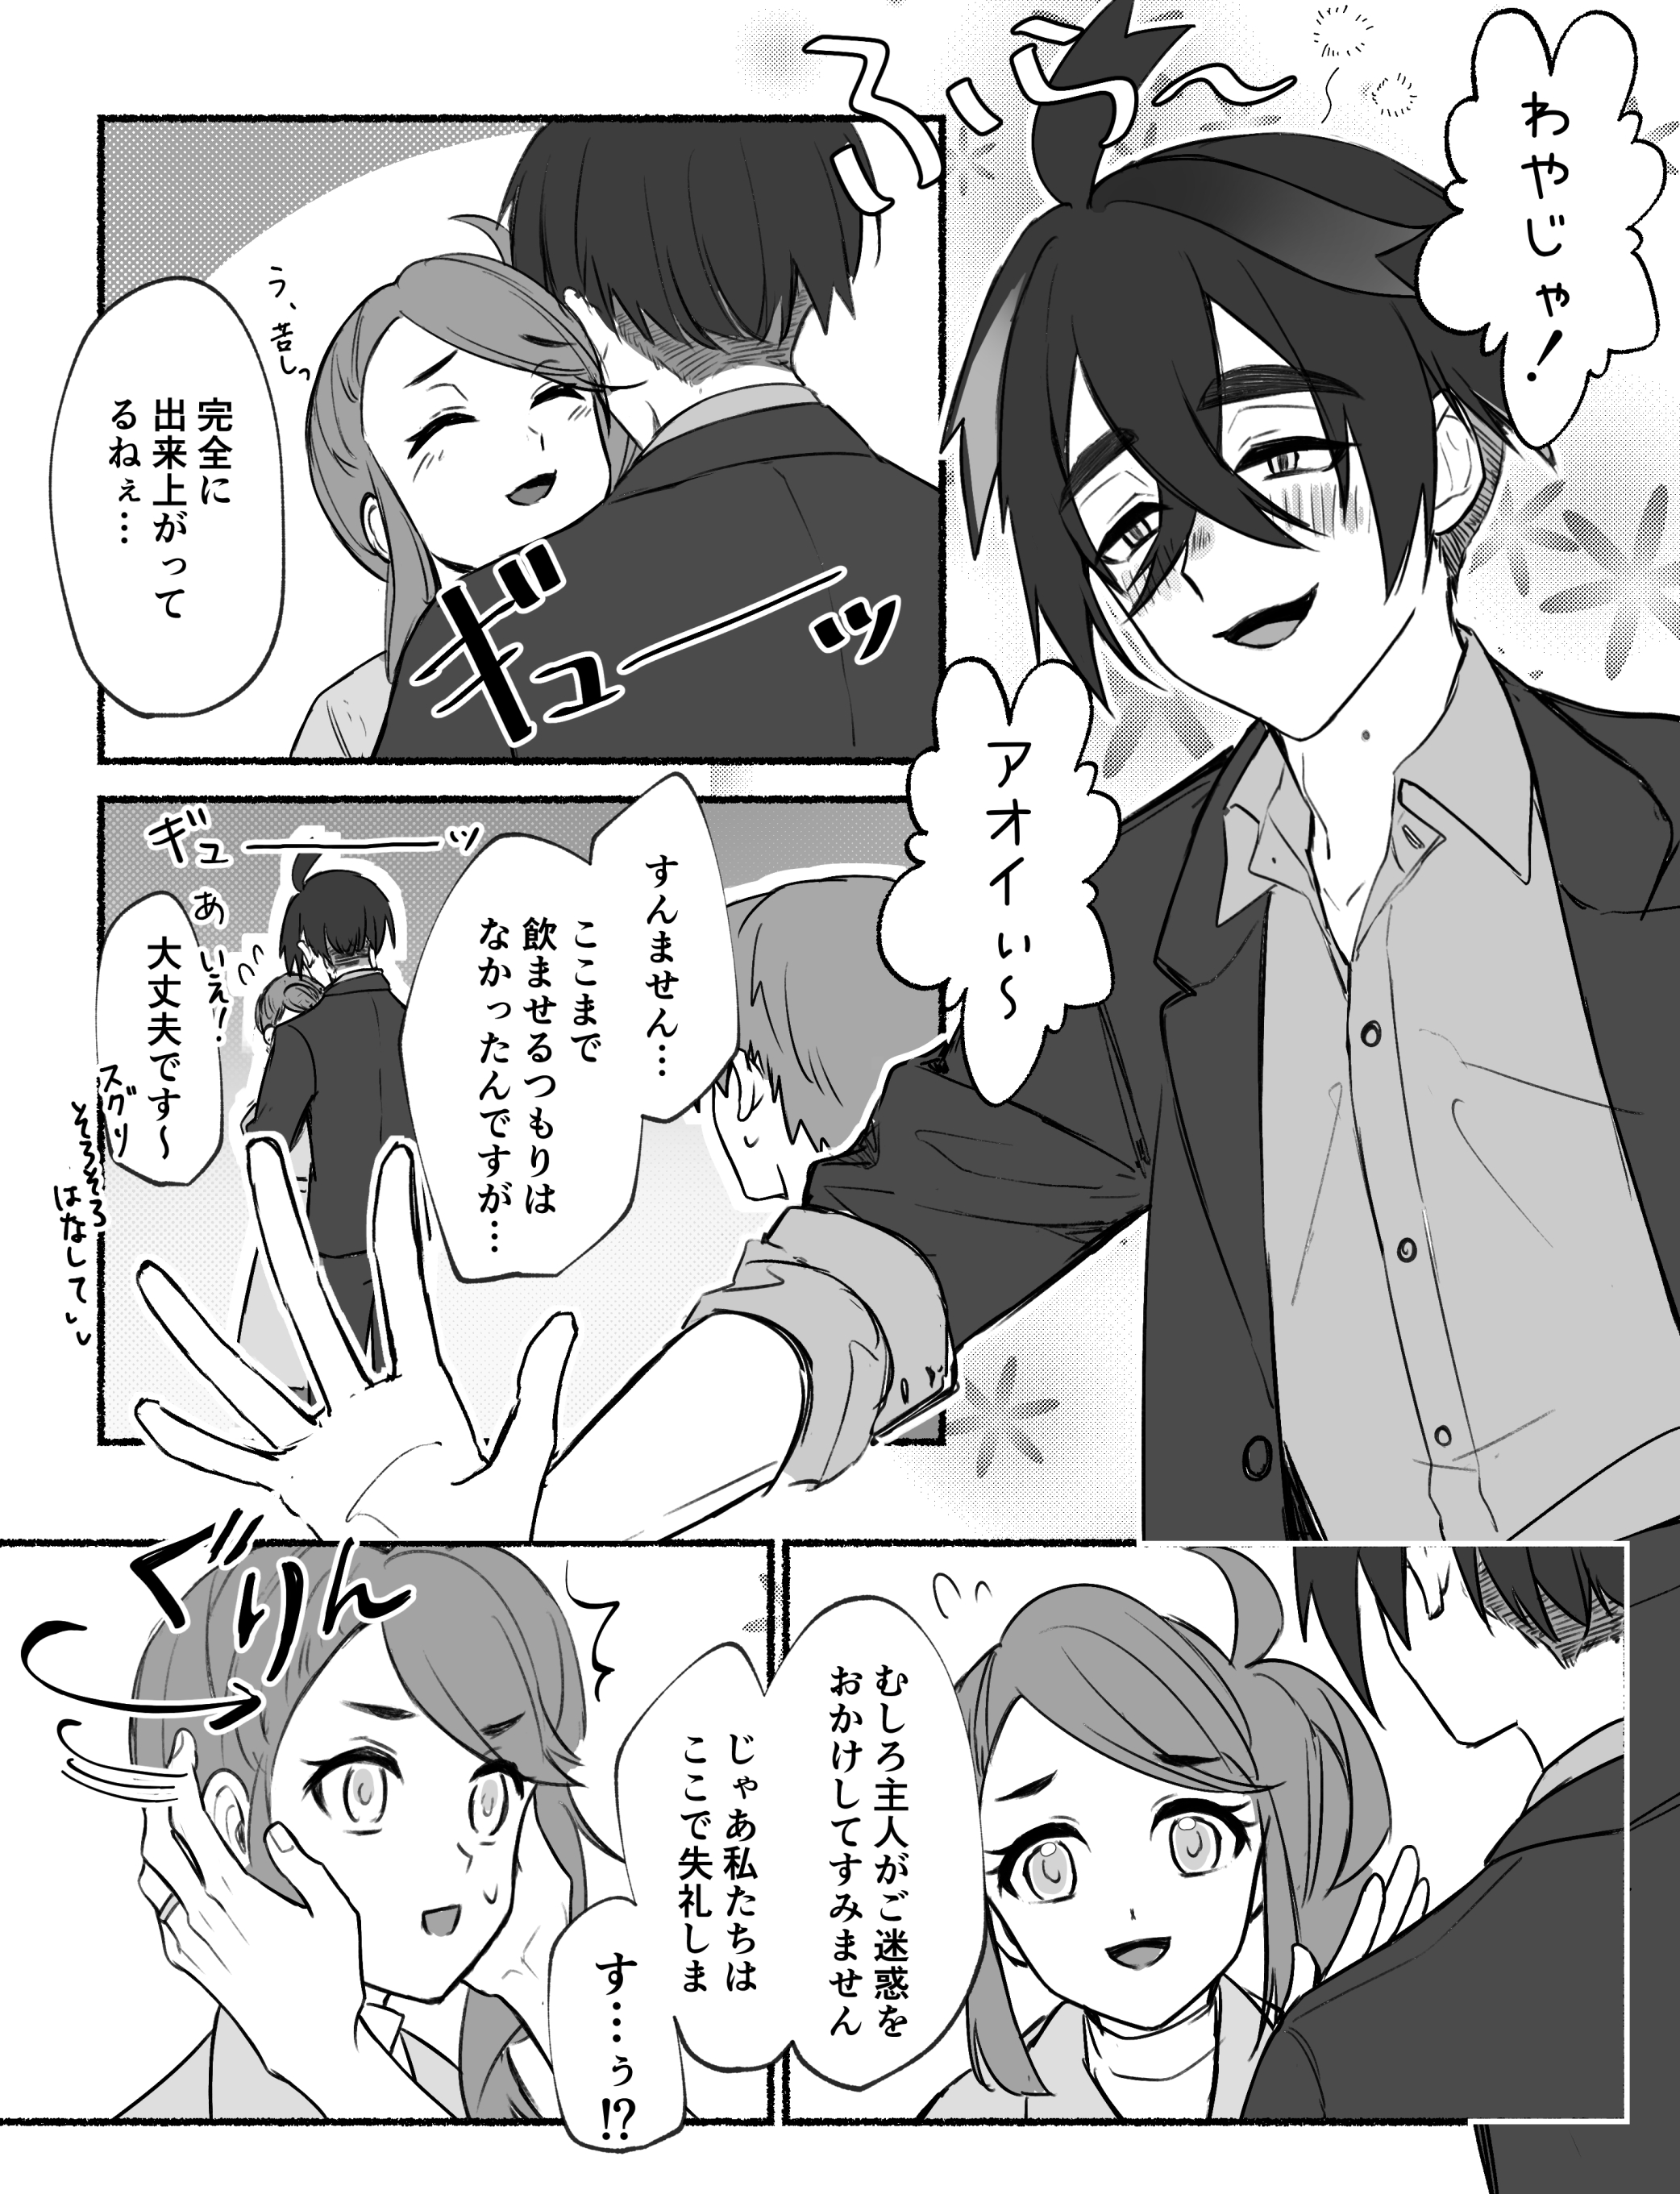 わやじゃ！
ふにゃ～
アオイぃ～
う、
苦しっ
完全に
出来上がって
るねぇ…
ギューーッ
すんません…
ここまで
飲ませるつもりは
なかったんですが…
ギューーッ
あ
いえ！
大丈夫です～
スグリ
そろそろ
はなしてぃ
むしろ主人がご迷惑を
おかけしてすみません
じゃあ私たちは
ここで失礼しま
ぐりん
す…ぅ!?